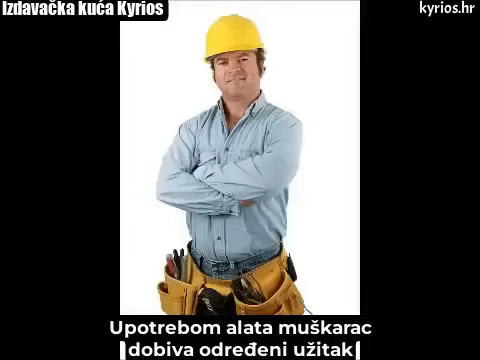 Izdavačka kuća Kyrios
kyrios.hr
Upotrebom alata muškarac
dobiva određeni užitak